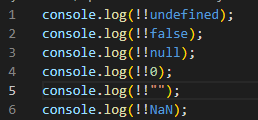 1 console.log(!!undefined);
2 console.log(!!false);
3 console.log(!!null);
4 console.log(!!0);
5 console.log(!!"");
6 console.log(!!NaN);